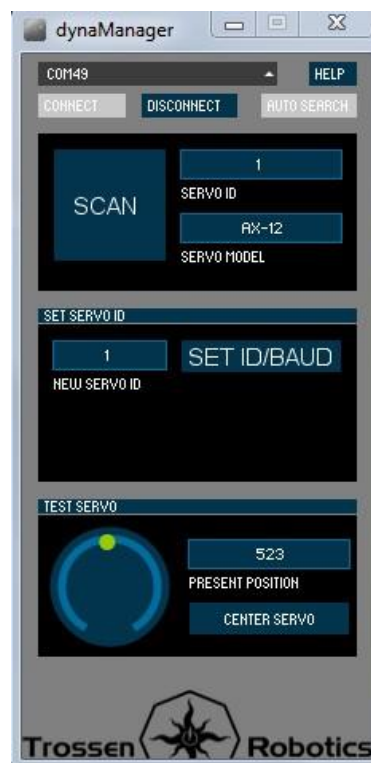 dynaManager
COM49 HELP
CONNECT DISCONNECT AUTO SEARCH
SCAN
1
SERVO ID
AX-12
SERVO MODEL
SET SERVO ID
1 SET ID/BAUD
NEW SERVO ID
TEST SERVO
523
PRESENT POSITION
CENTER SERVO
Trossen Robotics